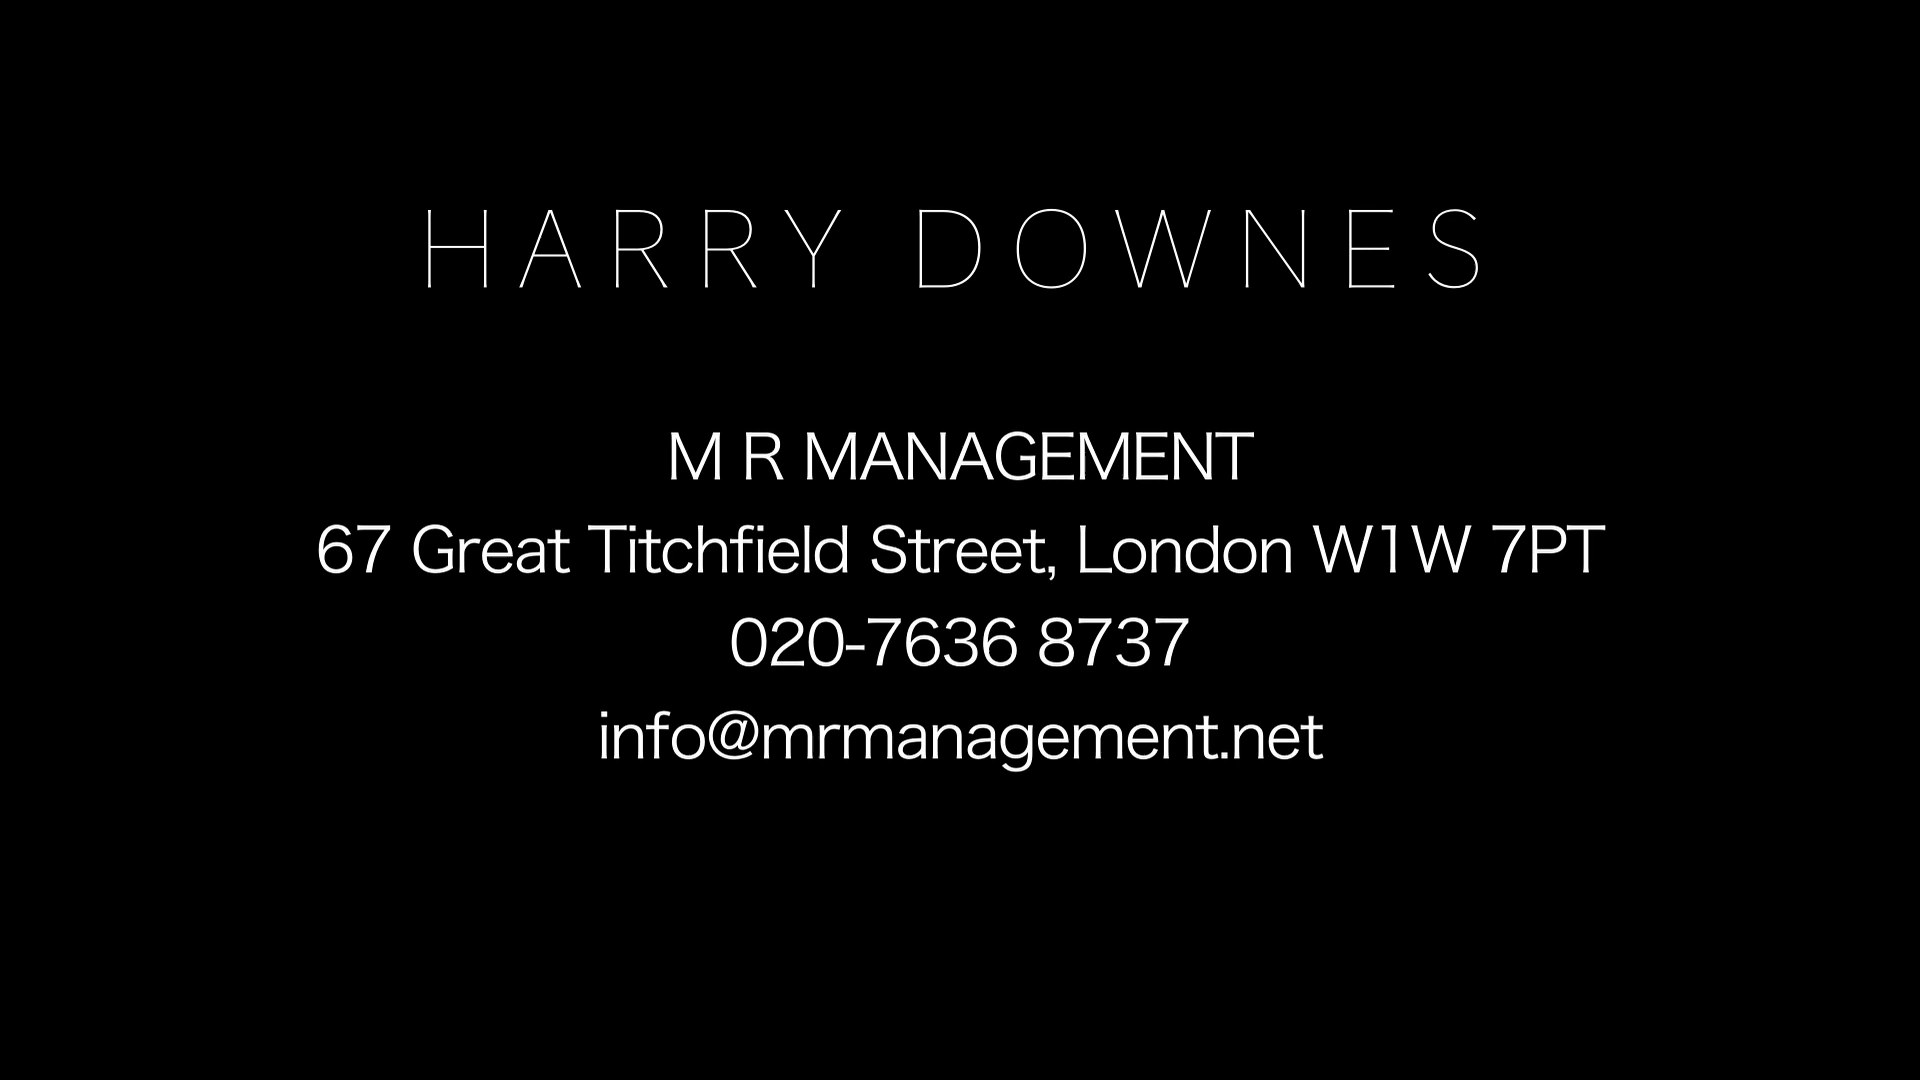 HARRY DOWNES
M R MANAGEMENT
67 Great Titchfield Street, London W1W 7PT
020-7636 8737
info@mrmanagement.net